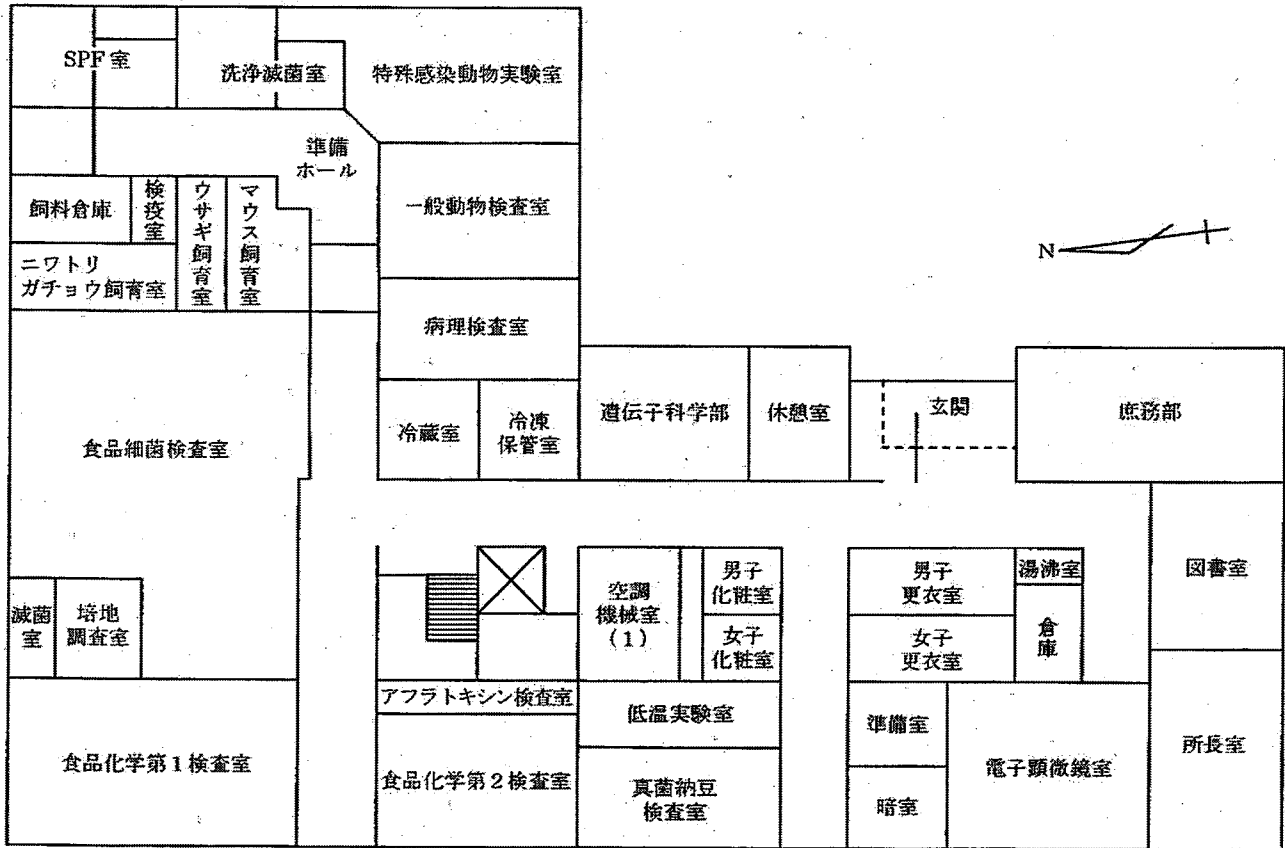 SPF室
洗浄滅菌室
特殊感染動物実験室
準備
ホール
飼料倉庫
検疫室
ウサギ飼育室
マウス飼育室
一般動物検査室
ニワトリ
ガチョウ飼育室
N
病理検査室
食品細菌検査室
冷蔵室
冷凍
保管室
遺伝子科学部
休憩室
玄関
庶務部
滅菌
室
培地
調査室
空調
機械室
(1)
男子
化粧室
女子
化粧室
男子
更衣室
女子
更衣室
湯沸室
倉庫
図書室
アフラトキシン検査室
低温実験室
食品化学第1検査室
食品化学第2検査室
真菌納豆
検査室
準備室
暗室
電子顕微鏡室
所長室